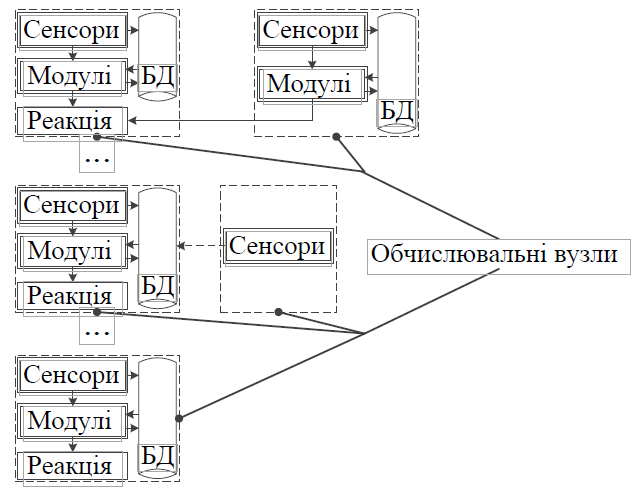 Сенсори
Модулі
БД
Реакція
...
Сенсори
Модулі
БД
Сенсори
Модулі
БД
Реакція
...
Сенсори
Обчислювальні вузли
Сенсори
Модулі
БД
Реакція